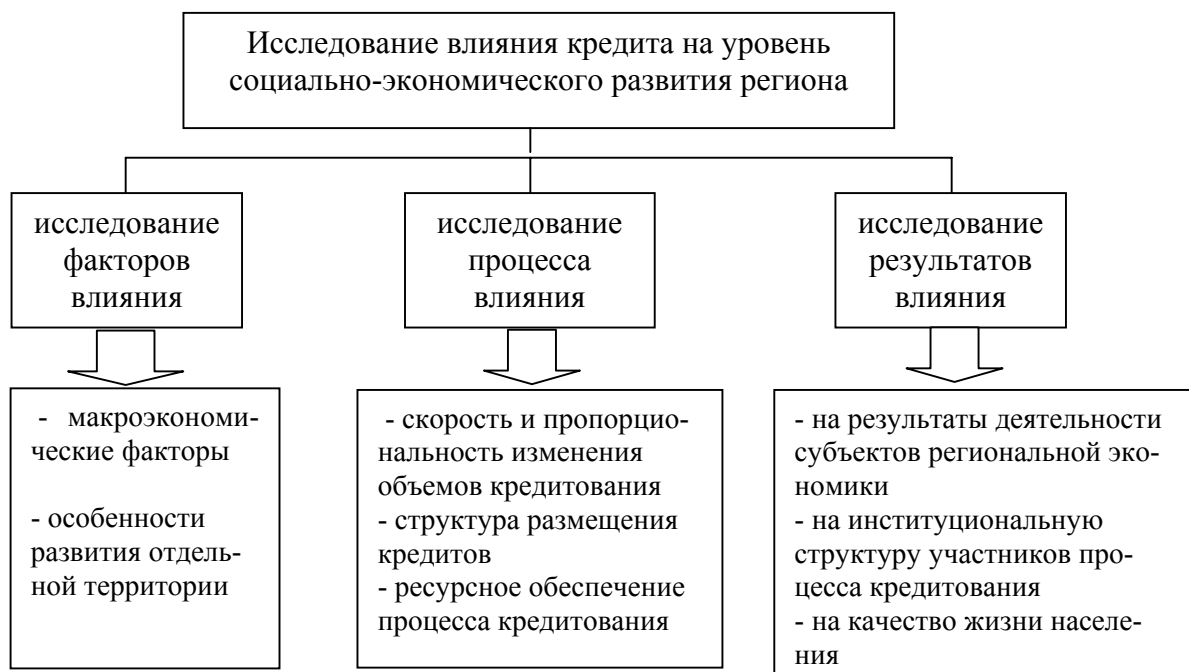 Исследование влияния кредита на уровень
социально-экономического развития региона
исследование
факторов
влияния
исследование
процесса
влияния
исследование
результатов
влияния
- макроэкономи-
ческие факторы
- особенности
развития отдель-
ной территории
- скорость и пропорцио-
нальность изменения
объемов кредитования
- структура размещения
кредитов
- ресурсное обеспечение
процесса кредитования
- на результаты деятельности
субъектов региональной эко-
номики
- на институциональную
структуру участников про-
цесса кредитования
- на качество жизни населе-
ния